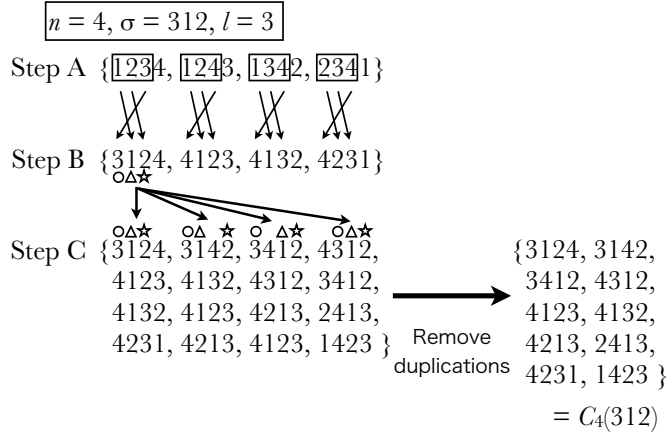 n = 4, σ = 312, l = 3
Step A {1234, 1243, 1342, 2341}
Step B {3124, 4123, 4132, 4231}
Step C {3124, 3142, 3412, 4312,
4123, 4132, 4312, 3412,
4132, 4123, 4213, 2413,
4231, 4213, 4123, 1423 }
Remove
duplications
{3124, 3142,
3412, 4312,
4123, 4132,
4213, 2413,
4231, 1423 }
= C₄(312)